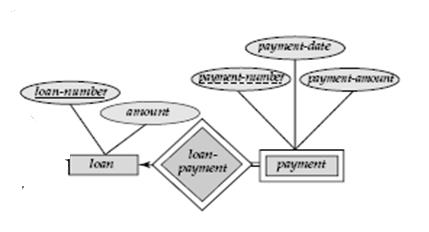 payment-date
payment-number
payment-amount
loan-number
amount
loan-
payment
loan
payment